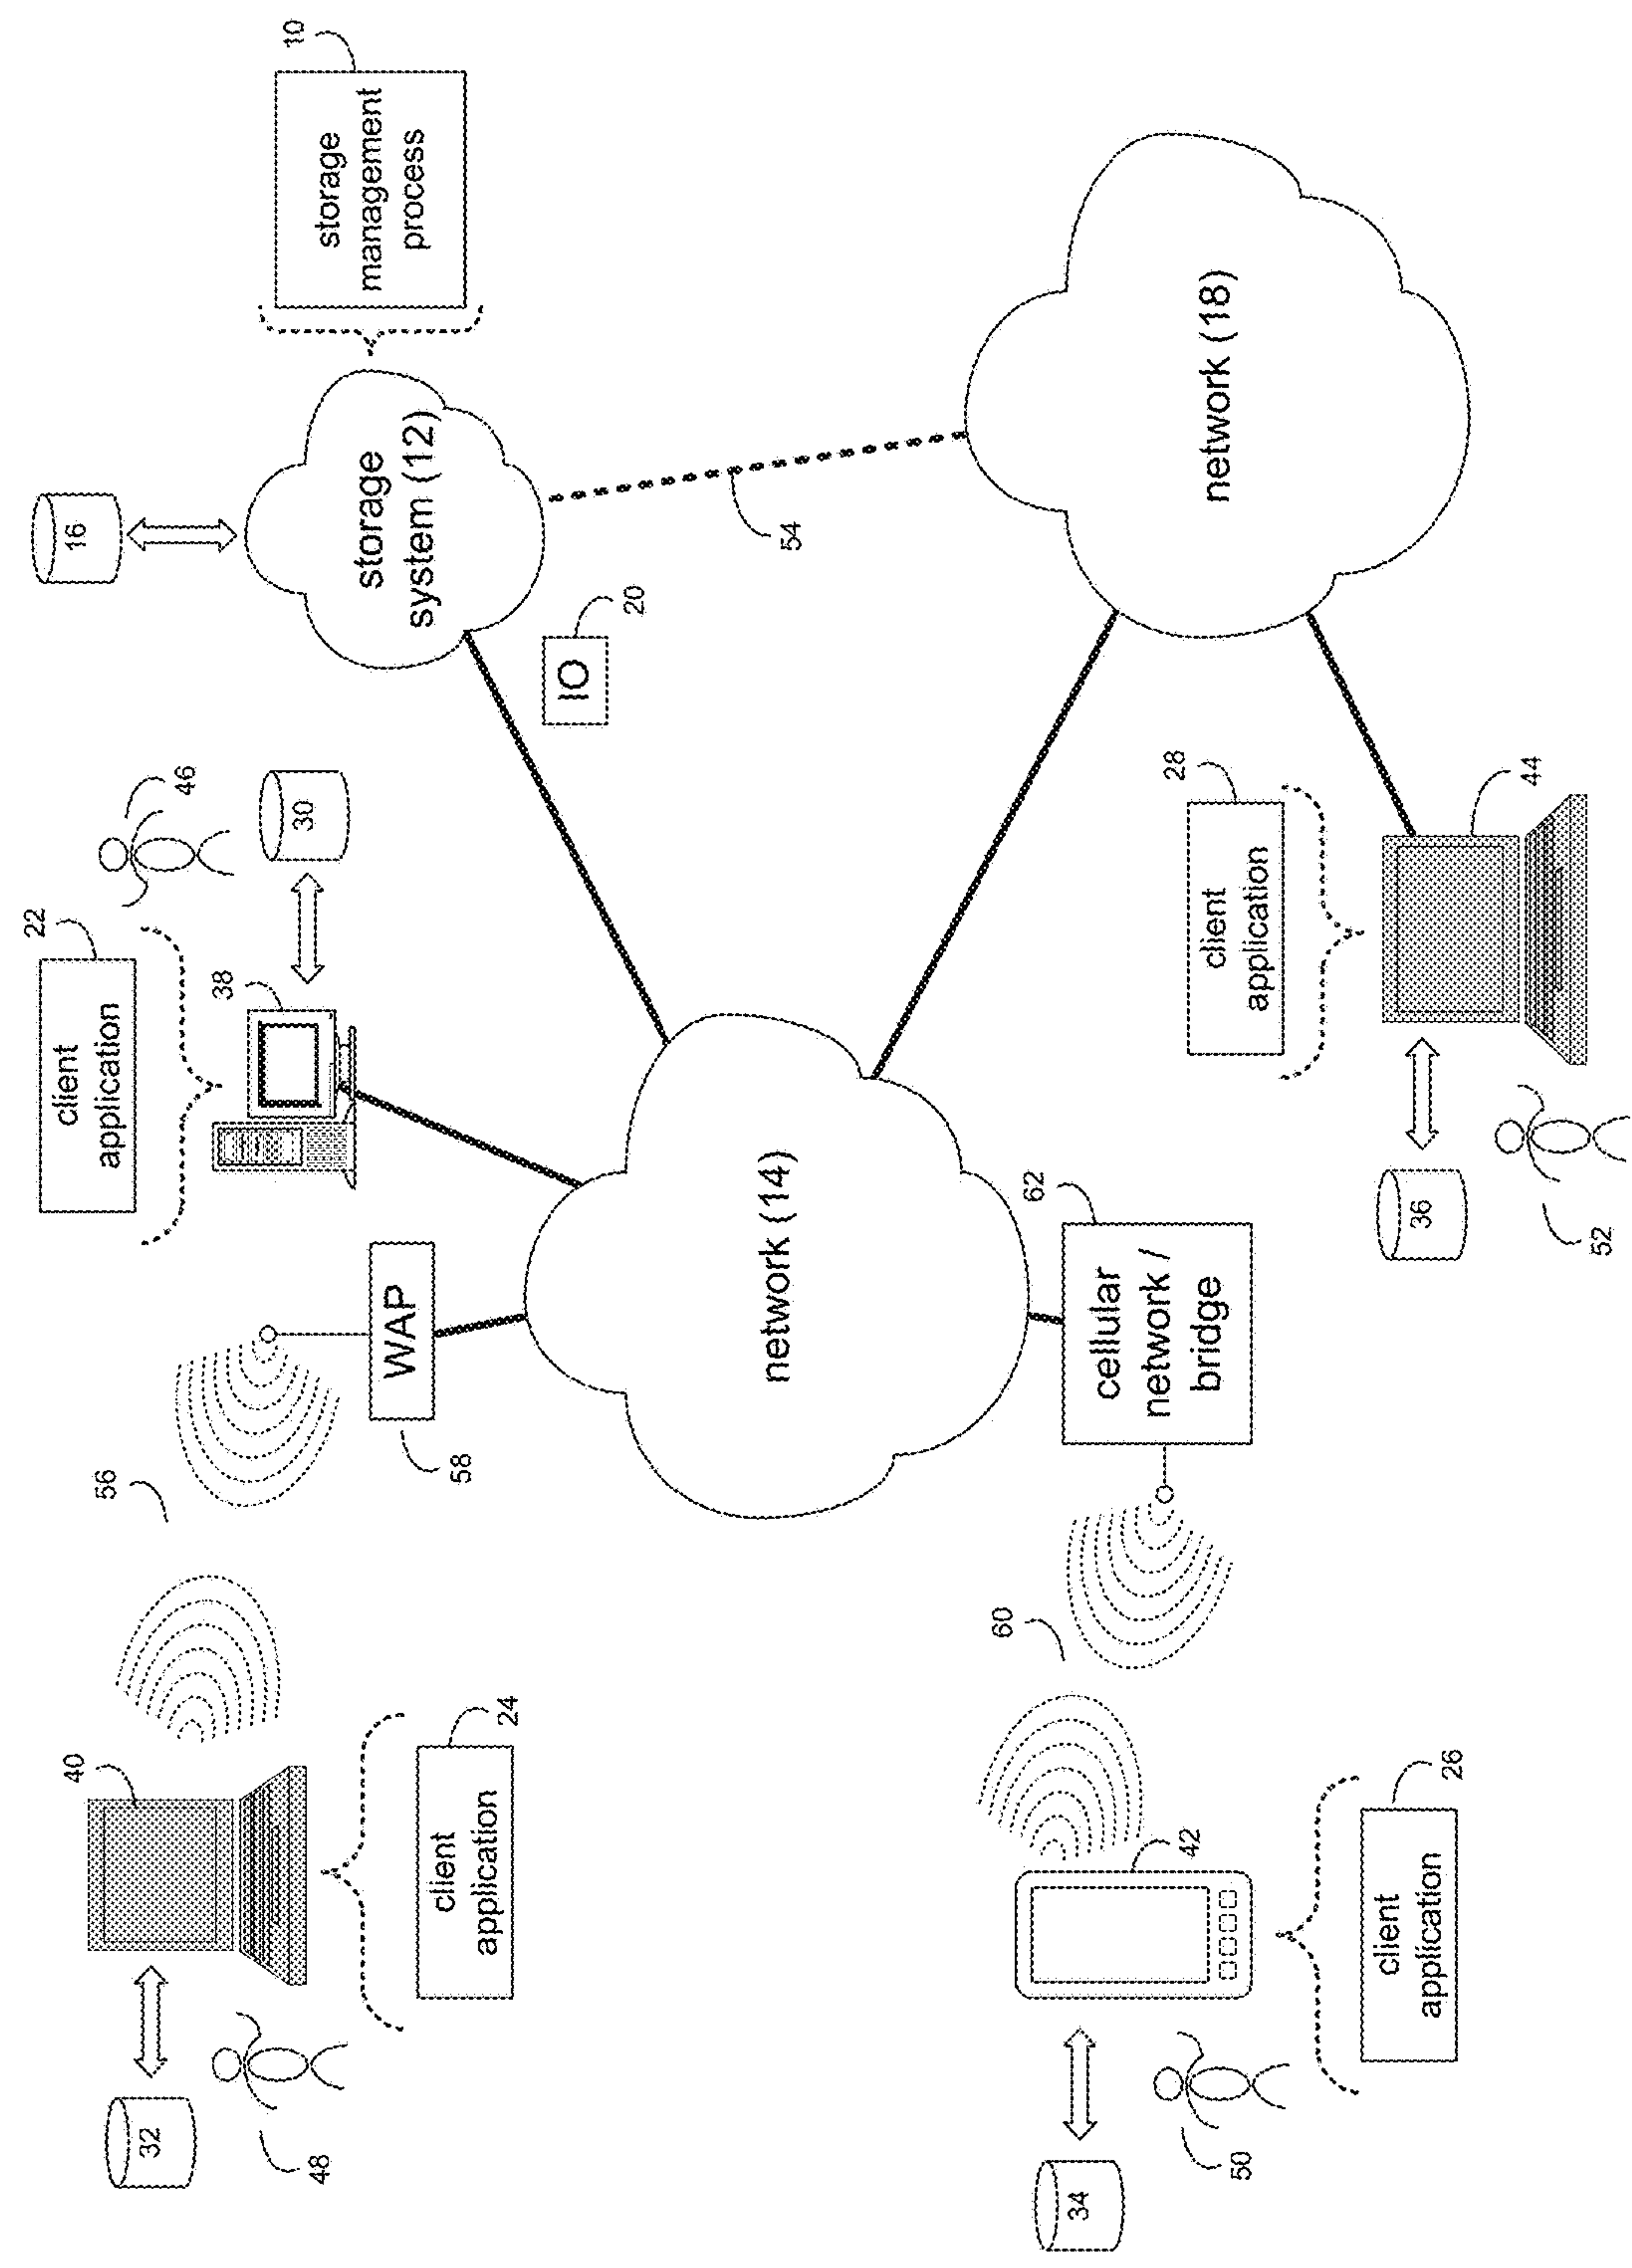 32
40
48
client
application
24
56
WAP
58
client
application
22
38
46
30
16
storage
system (12)
storage
management
process
10
IO
20
54
network (14)
network (18)
34
42
50
client
application
26
60
cellular
network /
bridge
62
client
application
28
36
44
52